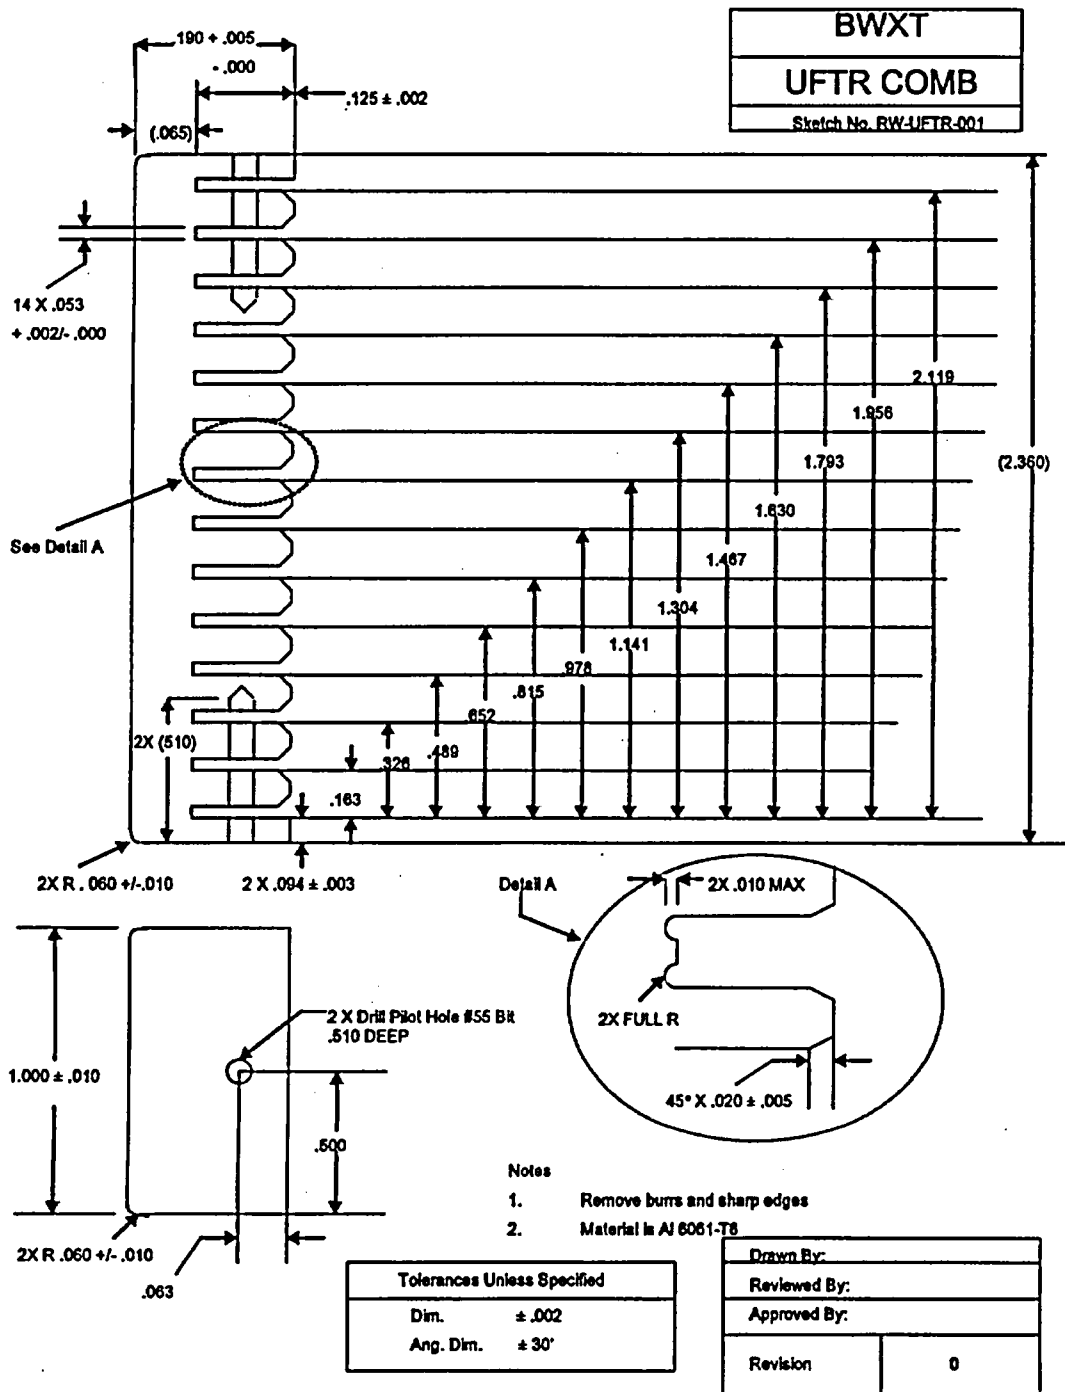 BWXT
UFTR COMB
Sketch No. RW-UFTR-001
.190 + .005
- .000
.125 ± .002
(.065)
14 X .053
+ .002/- .000
2.119
1.956
1.793
(2.360)
1.630
See Detail A
1.467
1.304
1.141
.978
.815
.652
2X (510)
.489
.326
.163
2X R .060 +/-.010
2 X .094 ± .003
Detail A
2X .010 MAX
2 X Drill Pilot Hole #55 Bit
.510 DEEP
2X FULL R
1.000 ± .010
45° X .020 ± .005
.500
Notes
1. Remove burrs and sharp edges
2. Material is Al 6061-T6
2X R .060 +/- .010
.063
Tolerances Unless Specified
Dim. ± .002
Ang. Dim. ± 30'
Drawn By:
Reviewed By:
Approved By:
Revision 0